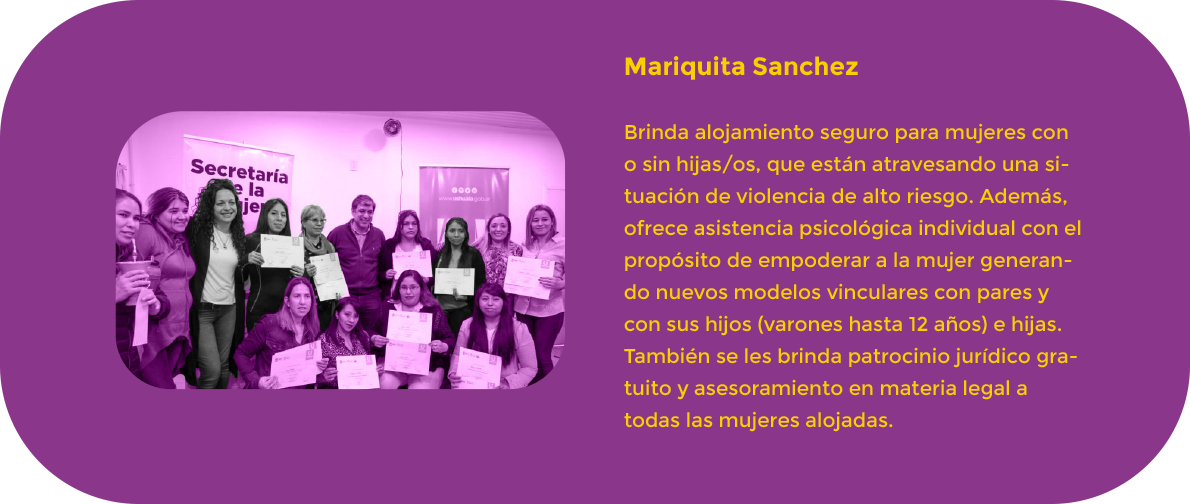 Mariquita Sanchez
Brinda alojamiento seguro para mujeres con
o sin hijas/os, que están atravesando una si-
tuación de violencia de alto riesgo. Además,
ofrece asistencia psicológica individual con el
propósito de empoderar a la mujer generan-
do nuevos modelos vinculares con pares y
con sus hijos (varones hasta 12 años) e hijas.
También se les brinda patrocinio jurídico gra-
tuito y asesoramiento en materia legal a
todas las mujeres alojadas.
Secretaría
de la